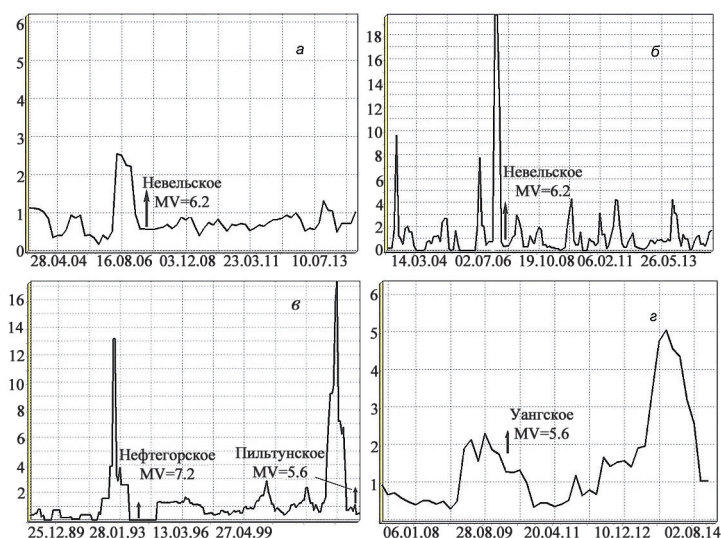 6
5
4
3
2
1
0
а
Невельское
MV=6.2
28.04.04 16.08.06 03.12.08 23.03.11 10.07.13
18
16
14
12
10
8
6
4
2
0
б
Невельское
MV=6.2
14.03.04 02.07.06 19.10.08 06.02.11 26.05.13
16
14
12
10
8
6
4
2
в
Нефтегорское
MV=7.2
Пильтунское
MV=5.6
25.12.89 28.01.93 13.03.96 27.04.99
6
5
4
3
2
1
г
Уангское
MV=5.6
06.01.08 28.08.09 20.04.11 10.12.12 02.08.14